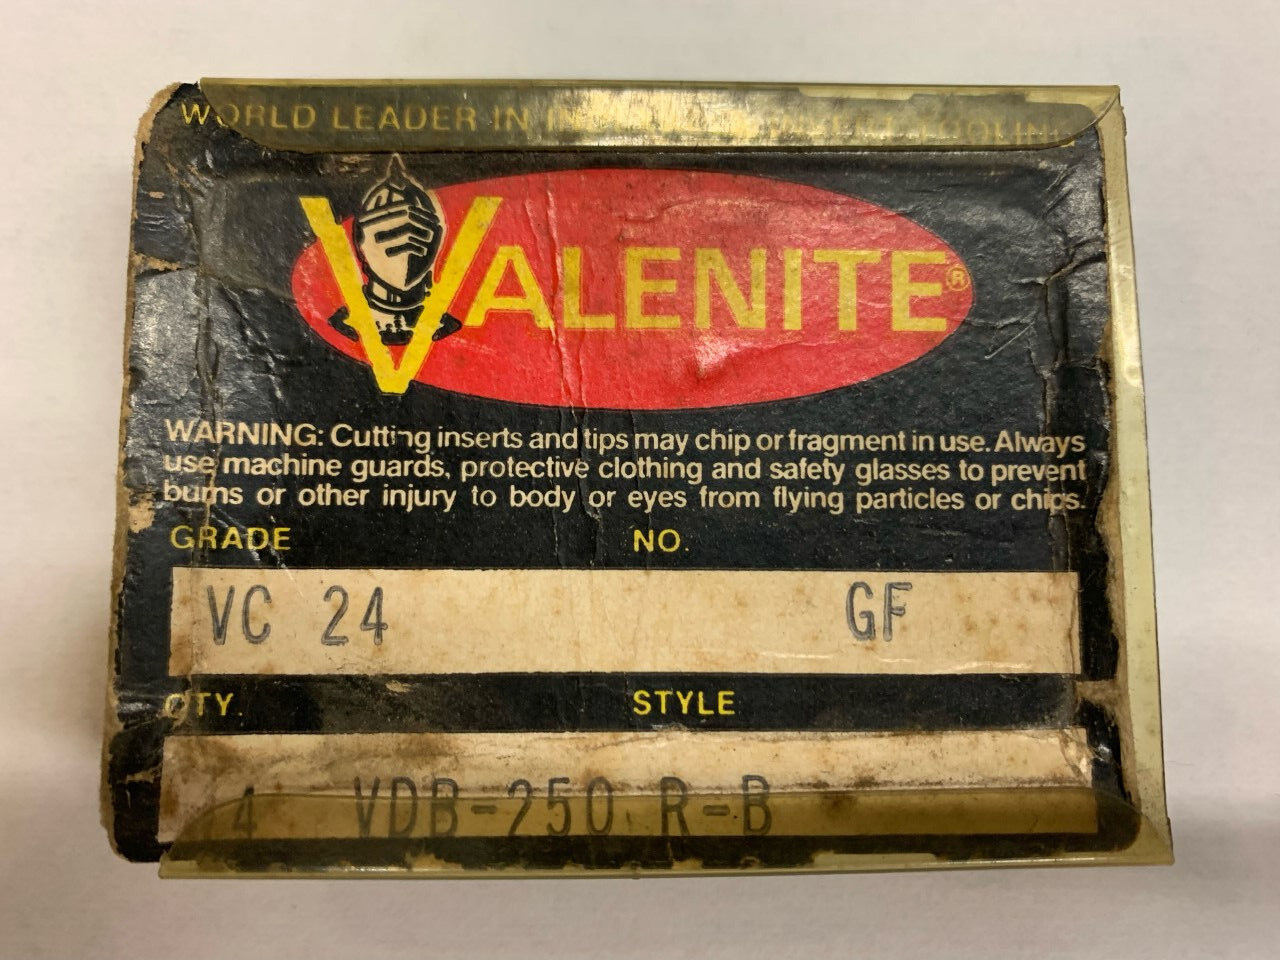 WORLD LEADER IN INSERT TOOLING
VALENITE®
WARNING: Cutting inserts and tips may chip or fragment in use. Always
use machine guards, protective clothing and safety glasses to prevent
burns or other injury to body or eyes from flying particles or chips.
GRADE NO.
VC 24 GF
QTY. STYLE
4 VDB-250 R-B